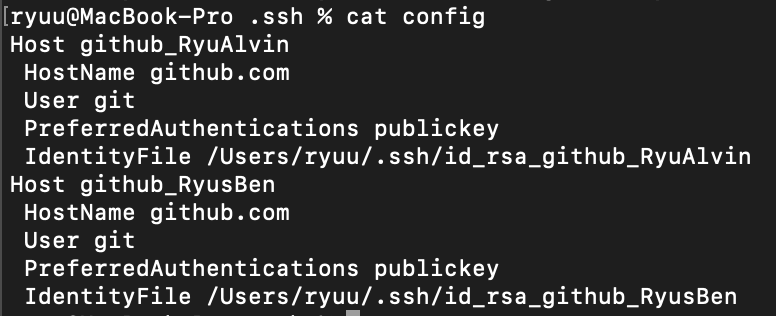 [ryuu@MacBook-Pro .ssh % cat config
Host github_RyuAlvin
HostName github.com
User git
PreferredAuthentications publickey
IdentityFile /Users/ryuu/.ssh/id_rsa_github_RyuAlvin
Host github_RyusBen
HostName github.com
User git
PreferredAuthentications publickey
IdentityFile /Users/ryuu/.ssh/id_rsa_github_RyusBen